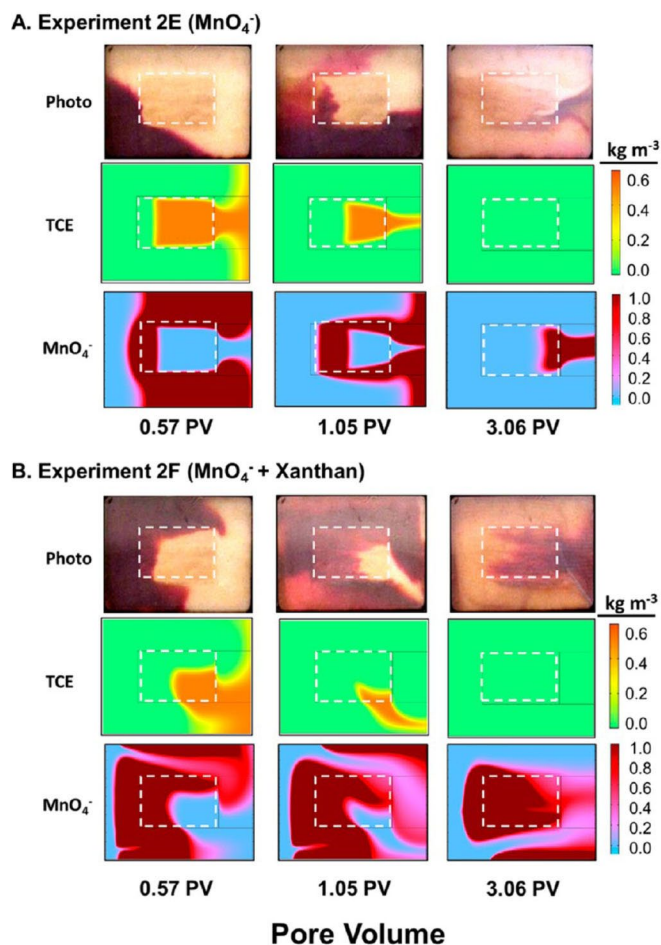 A. Experiment 2E (MnO₄⁻)
Photo
kg m⁻³
TCE
0.6
0.4
0.2
0.0
MnO₄⁻
1.0
0.8
0.6
0.4
0.2
0.0
0.57 PV 1.05 PV 3.06 PV
B. Experiment 2F (MnO₄⁻ + Xanthan)
Photo
kg m⁻³
TCE
0.6
0.4
0.2
0.0
MnO₄⁻
1.0
0.8
0.6
0.4
0.2
0.0
0.57 PV 1.05 PV 3.06 PV
Pore Volume